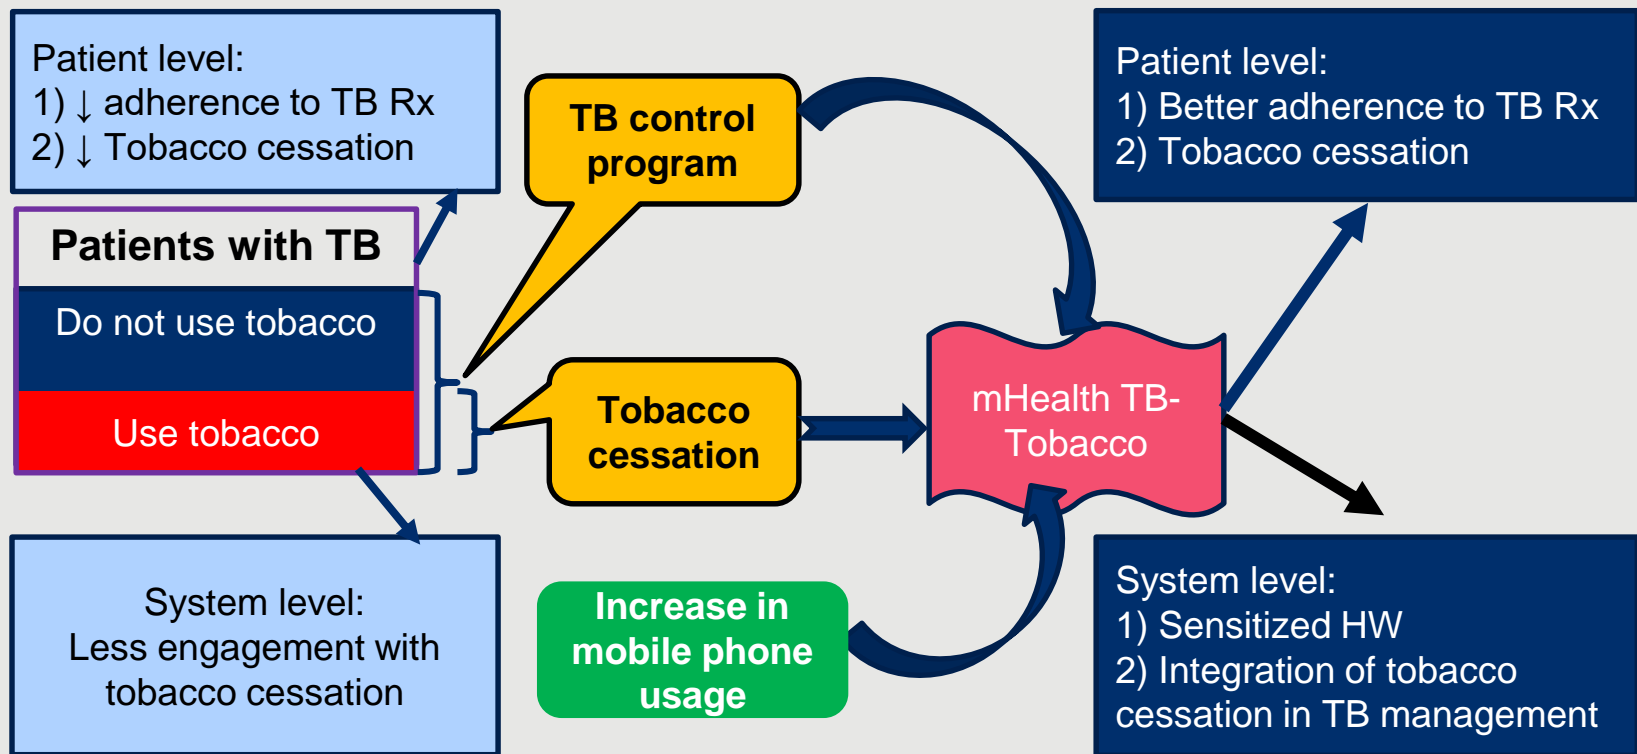 Patient level:
1) ↓ adherence to TB Rx
2) ↓ Tobacco cessation
Patients with TB
Do not use tobacco
Use tobacco
System level:
Less engagement with
tobacco cessation
TB control
program
Tobacco
cessation
Increase in
mobile phone
usage
mHealth TB-
Tobacco
Patient level:
1) Better adherence to TB Rx
2) Tobacco cessation
System level:
1) Sensitized HW
2) Integration of tobacco
cessation in TB management